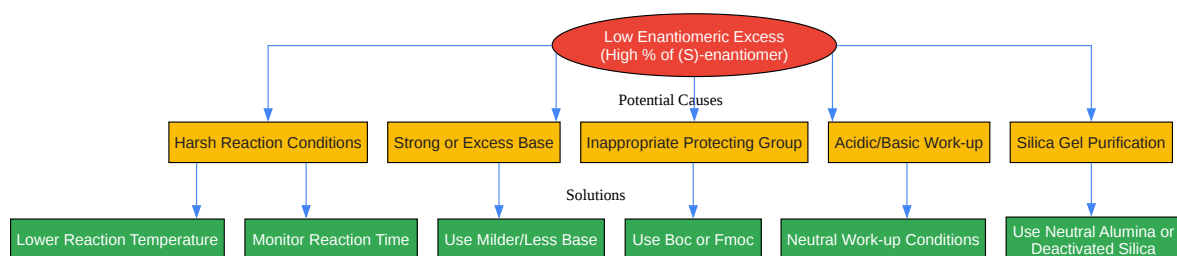 Low Enantiomeric Excess
(High % of (S)-enantiomer)
Potential Causes
Harsh Reaction Conditions
Strong or Excess Base
Inappropriate Protecting Group
Acidic/Basic Work-up
Silica Gel Purification
Solutions
Lower Reaction Temperature
Monitor Reaction Time
Use Milder/Less Base
Use Boc or Fmoc
Neutral Work-up Conditions
Use Neutral Alumina or
Deactivated Silica